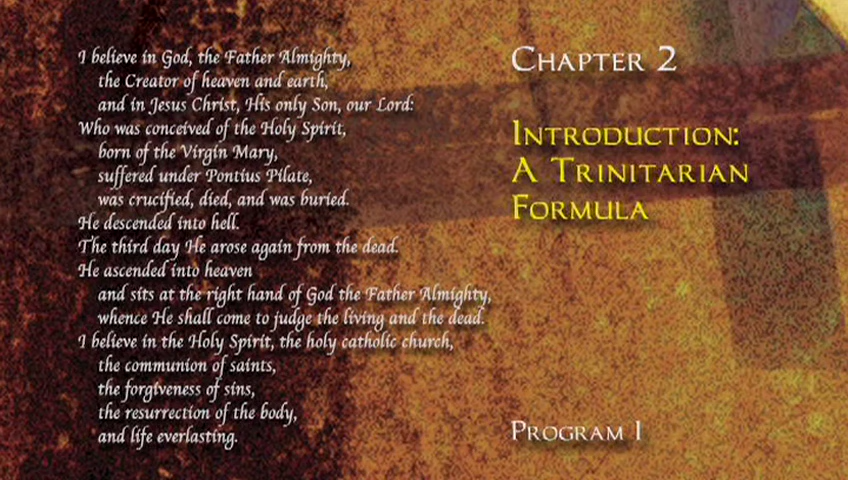 I believe in God, the Father Almighty,
the Creator of heaven and earth,
and in Jesus Christ, His only Son, our Lord:
Who was conceived of the Holy Spirit,
born of the Virgin Mary,
suffered under Pontius Pilate,
was crucified, died, and was buried.
He descended into hell.
The third day He arose again from the dead.
He ascended into heaven
and sits at the right hand of God the Father Almighty,
whence He shall come to judge the living and the dead.
I believe in the Holy Spirit, the holy catholic church,
the communion of saints,
the forgiveness of sins,
the resurrection of the body,
and life everlasting.
Chapter 2
Introduction:
A Trinitarian
Formula
Program 1